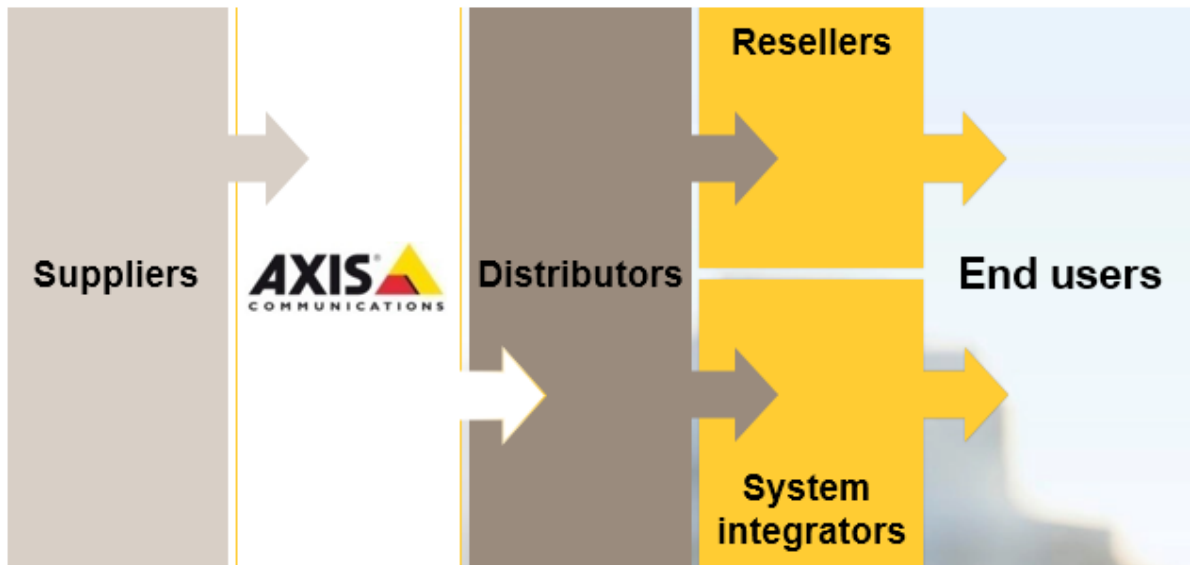 Suppliers
AXIS
COMMUNICATIONS
Distributors
Resellers
System
integrators
End users